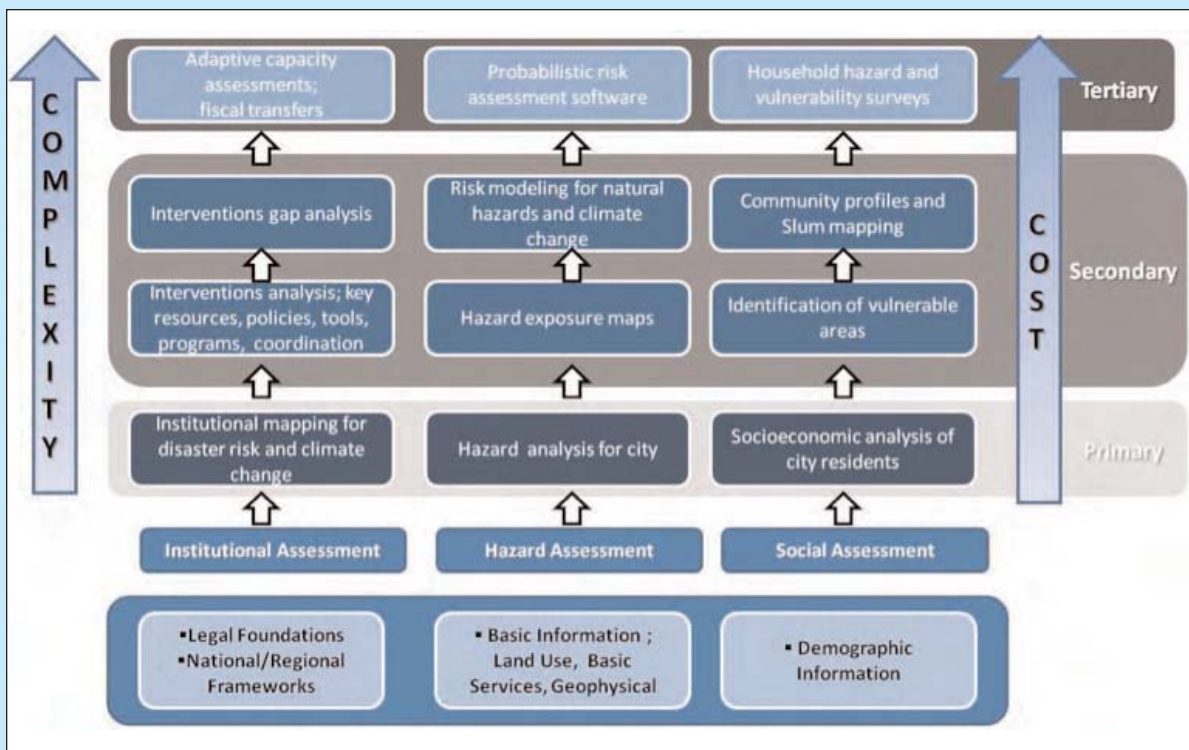 COMPLEXITY
Adaptive capacity
assessments;
fiscal transfers
Probabilistic risk
assessment software
Household hazard and
vulnerability surveys
Tertiary
COST
Interventions gap analysis
Risk modeling for natural
hazards and climate
change
Community profiles and
Slum mapping
Secondary
Interventions analysis; key
resources, policies, tools,
programs, coordination
Hazard exposure maps
Identification of vulnerable
areas
Institutional mapping for
disaster risk and climate
change
Hazard analysis for city
Socioeconomic analysis of
city residents
Primary
Institutional Assessment
Hazard Assessment
Social Assessment
▪Legal Foundations
▪National/Regional
Frameworks
▪ Basic Information ;
Land Use, Basic
Services, Geophysical
▪ Demographic
Information